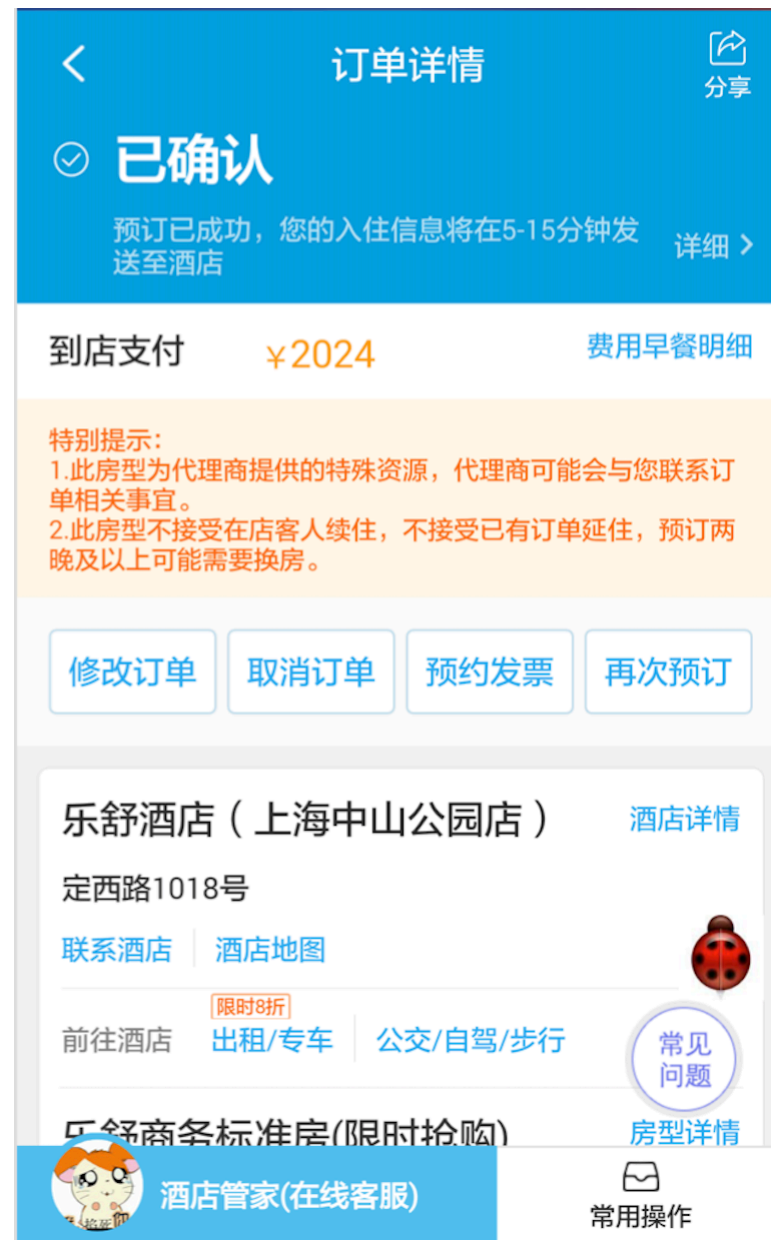 订单详情
分享
已确认
预订已成功，您的入住信息将在5-15分钟发
送至酒店
详细
到店支付
¥2024
费用早餐明细
特别提示：
1.此房型为代理商提供的特殊资源，代理商可能会与您联系订
单相关事宜。
2.此房型不接受在店客人续住，不接受已有订单延住，预订两
晚及以上可能需要换房。
修改订单
取消订单
预约发票
再次预订
乐舒酒店（上海中山公园店）
酒店详情
定西路1018号
联系酒店
酒店地图
限时8折
前往酒店
出租/专车
公交/自驾/步行
常见
问题
乐舒商务标准房(限时抢购)
房型详情
酒店管家(在线客服)
常用操作